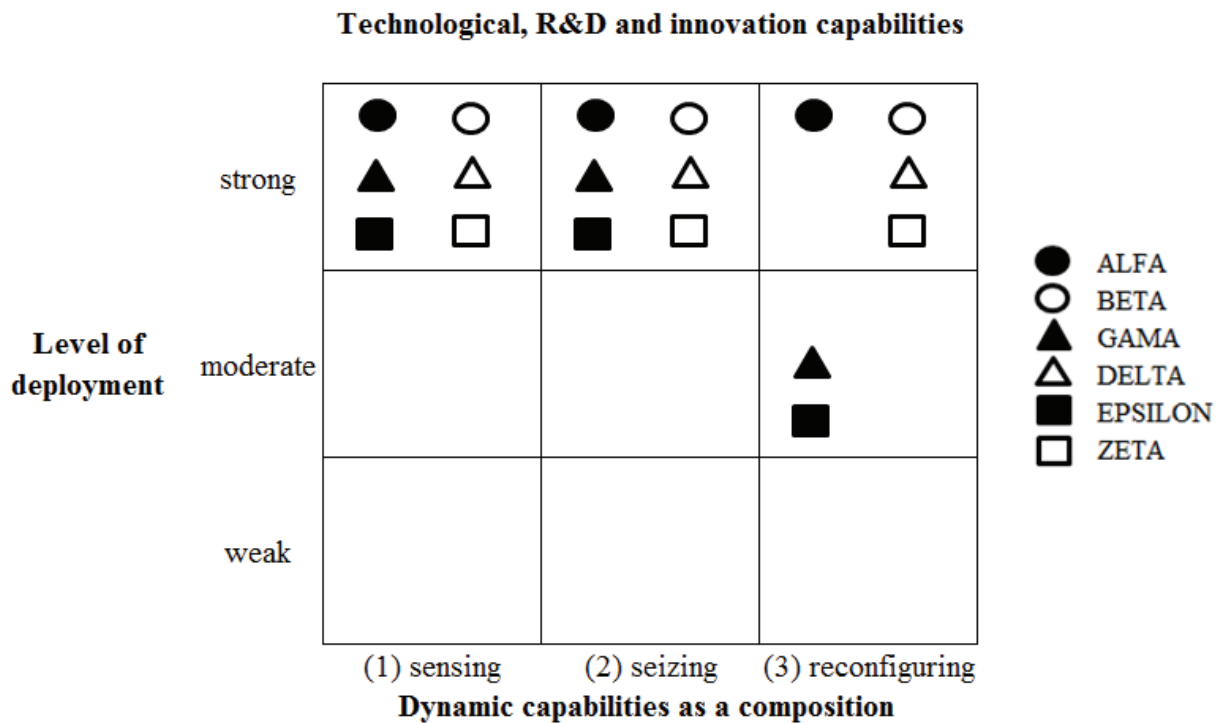 Technological, R&D and innovation capabilities
strong
Level of
deployment
moderate
weak
ALFA
BETA
GAMA
DELTA
EPSILON
ZETA
(1) sensing
(2) seizing
(3) reconfiguring
Dynamic capabilities as a composition